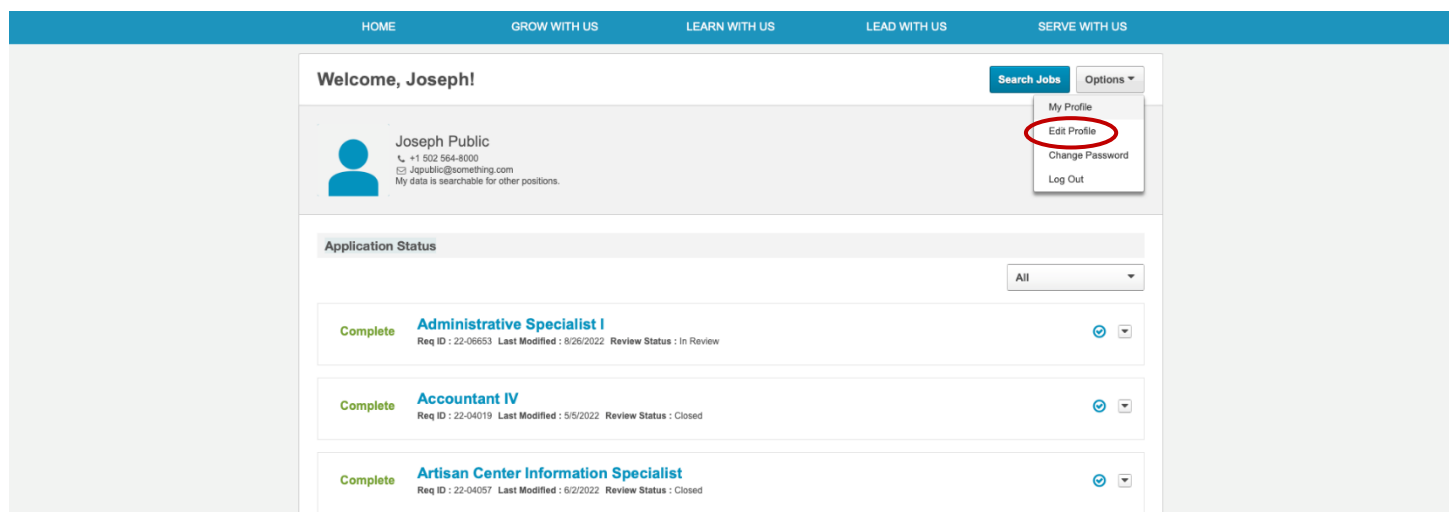 HOME GROW WITH US LEARN WITH US LEAD WITH US SERVE WITH US
Welcome, Joseph!
Search Jobs Options
My Profile
Edit Profile
Change Password
Log Out
Joseph Public
+1 502 564-8000
Jqpublic@something.com
My data is searchable for other positions.
Application Status
All
Complete Administrative Specialist I
Req ID : 22-06653 Last Modified : 8/26/2022 Review Status : In Review
Complete Accountant IV
Req ID : 22-04019 Last Modified : 5/5/2022 Review Status : Closed
Complete Artisan Center Information Specialist
Req ID : 22-04057 Last Modified : 6/2/2022 Review Status : Closed